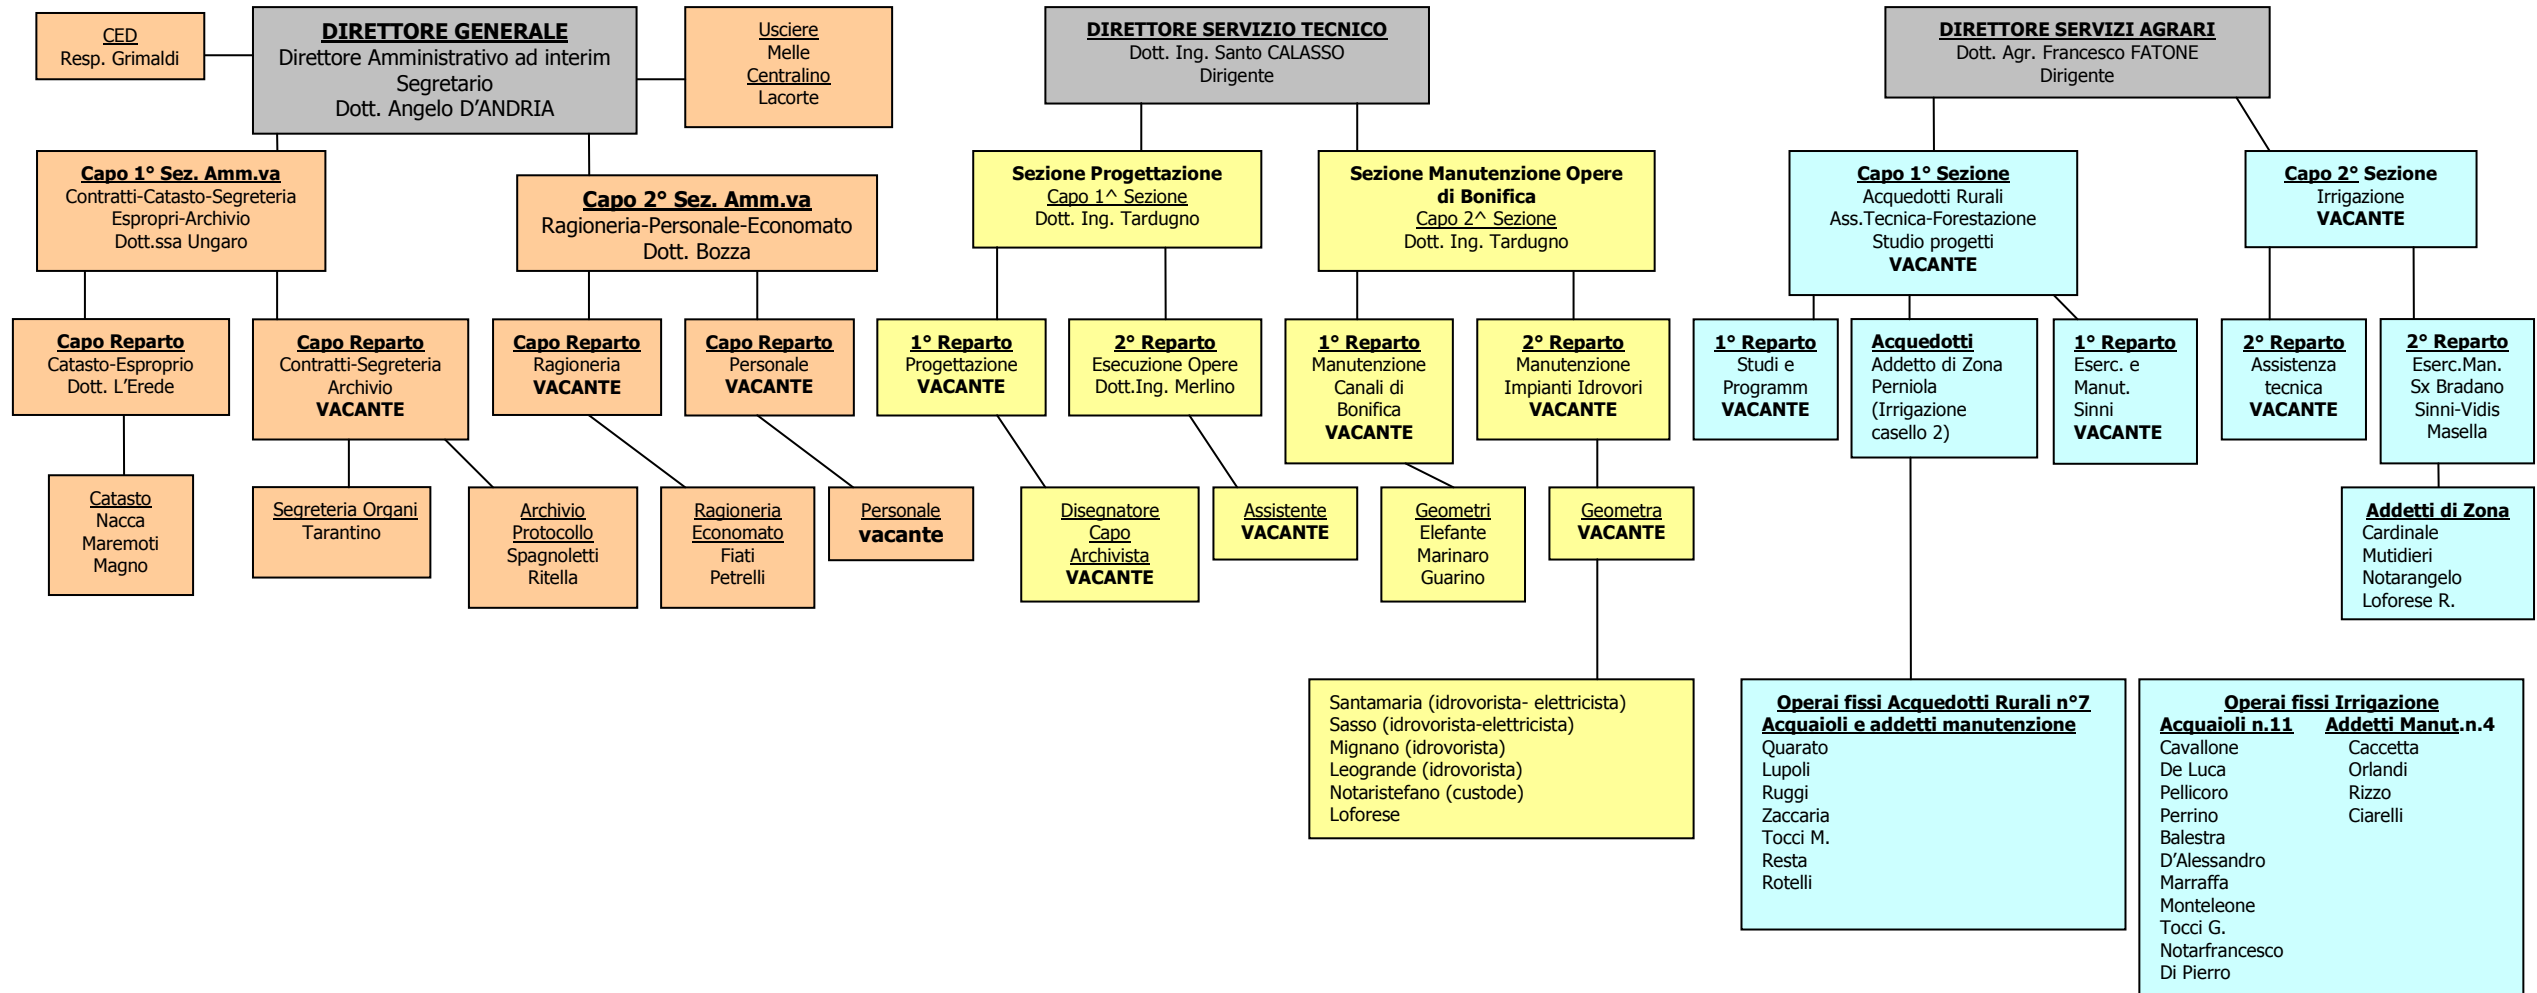 CED
Resp. Grimaldi
DIRETTORE GENERALE
Direttore Amministrativo ad interim
Segretario
Dott. Angelo D'ANDRIA
Usciere
Melle
Centralino
Lacorte
DIRETTORE SERVIZIO TECNICO
Dott. Ing. Santo CALASSO
Dirigente
DIRETTORE SERVIZI AGRARI
Dott. Agr. Francesco FATONE
Dirigente
Capo 1° Sez. Amm.va
Contratti-Catasto-Segreteria
Espropri-Archivio
Dott.ssa Ungaro
Capo 2° Sez. Amm.va
Ragioneria-Personale-Economato
Dott. Bozza
Sezione Progettazione
Capo 1^ Sezione
Dott. Ing. Tardugno
Sezione Manutenzione Opere
di Bonifica
Capo 2^ Sezione
Dott. Ing. Tardugno
Capo 1° Sezione
Acquedotti Rurali
Ass.Tecnica-Forestazione
Studio progetti
VACANTE
Capo 2° Sezione
Irrigazione
VACANTE
Capo Reparto
Catasto-Esproprio
Dott. L'Erede
Capo Reparto
Contratti-Segreteria
Archivio
VACANTE
Capo Reparto
Ragioneria
VACANTE
Capo Reparto
Personale
VACANTE
1° Reparto
Progettazione
VACANTE
2° Reparto
Esecuzione Opere
Dott.Ing. Merlino
1° Reparto
Manutenzione
Canali di
Bonifica
VACANTE
2° Reparto
Manutenzione
Impianti Idrovori
VACANTE
1° Reparto
Studi e
Programm
VACANTE
Acquedotti
Addetto di Zona
Perniola
(Irrigazione
casello 2)
1° Reparto
Eserc. e
Manut.
Sinni
VACANTE
2° Reparto
Assistenza
tecnica
VACANTE
2° Reparto
Eserc.Man.
Sx Bradano
Sinni-Vidis
Masella
Catasto
Nacca
Maremoti
Magno
Segreteria Organi
Tarantino
Archivio
Protocollo
Spagnoletti
Ritella
Ragioneria
Economato
Fiati
Petrelli
Personale
vacante
Disegnatore
Capo
Archivista
VACANTE
Assistente
VACANTE
Geometri
Elefante
Marinaro
Guarino
Geometra
VACANTE
Addetti di Zona
Cardinale
Mutidieri
Notarangelo
Loforese R.
Santamaria (idrovorista- elettricista)
Sasso (idrovorista-elettricista)
Mignano (idrovorista)
Leogrande (idrovorista)
Notaristefano (custode)
Loforese
Operai fissi Acquedotti Rurali n°7
Acquaioli e addetti manutenzione
Quarato
Lupoli
Ruggi
Zaccaria
Tocci M.
Resta
Rotelli
Operai fissi Irrigazione
Acquaioli n.11 Addetti Manut.n.4
Cavallone Caccetta
De Luca Orlandi
Pellicoro Rizzo
Perrino Ciarelli
Balestra
D'Alessandro
Marraffa
Monteleone
Tocci G.
Notarfrancesco
Di Pierro